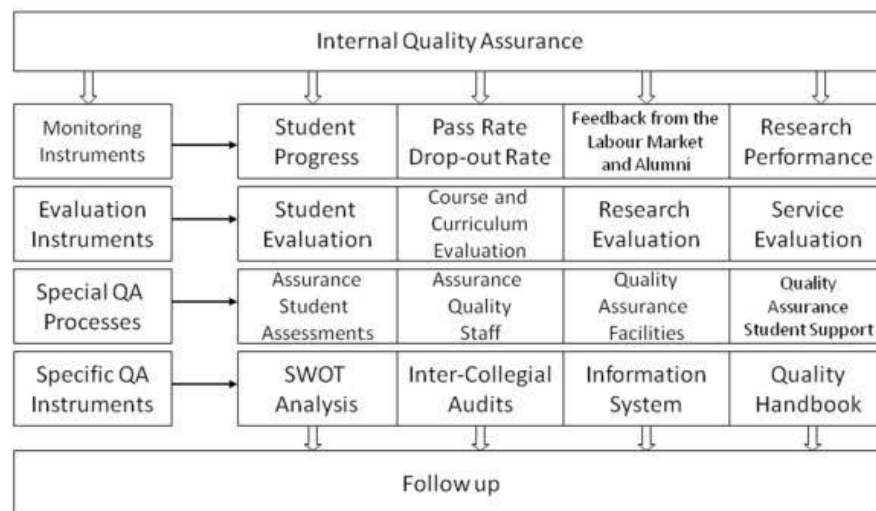 Internal Quality Assurance
Monitoring
Instruments
Student
Progress
Pass Rate
Drop-out Rate
Feedback from the
Labour Market
and Alumni
Research
Performance
Evaluation
Instruments
Student
Evaluation
Course and
Curriculum
Evaluation
Research
Evaluation
Service
Evaluation
Special QA
Processes
Assurance
Student
Assessments
Assurance
Quality
Staff
Quality
Assurance
Facilities
Quality
Assurance
Student Support
Specific QA
Instruments
SWOT
Analysis
Inter-Collegial
Audits
Information
System
Quality
Handbook
Follow up